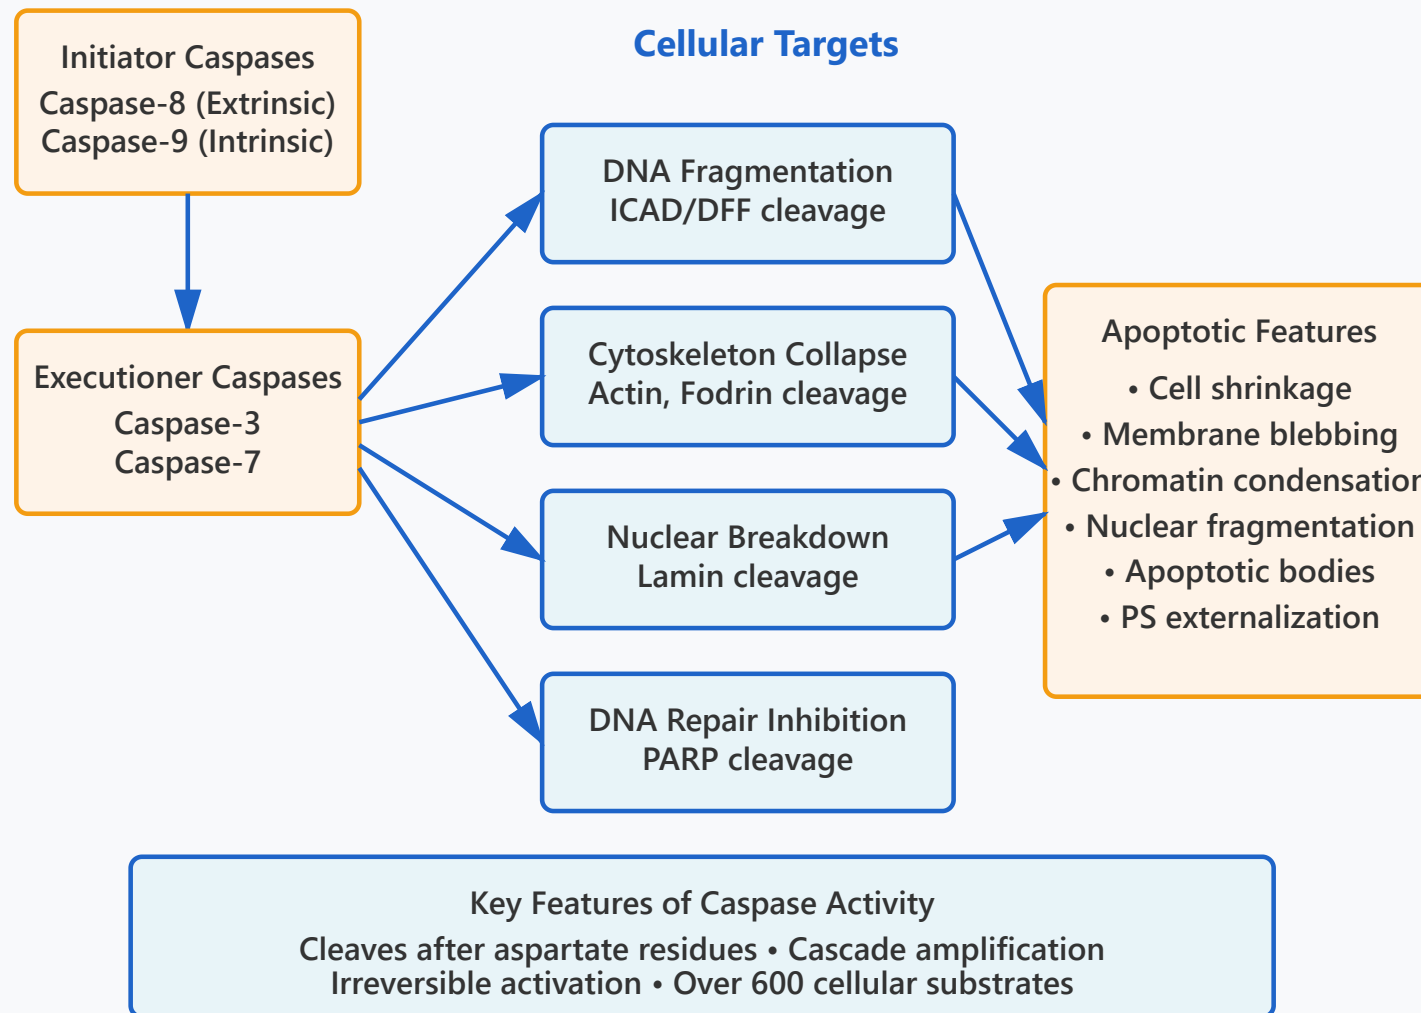 Cellular Targets
Initiator Caspases
Caspase-8 (Extrinsic)
Caspase-9 (Intrinsic)
Executioner Caspases
Caspase-3
Caspase-7
DNA Fragmentation
ICAD/DFF cleavage
Cytoskeleton Collapse
Actin, Fodrin cleavage
Nuclear Breakdown
Lamin cleavage
DNA Repair Inhibition
PARP cleavage
Apoptotic Features
• Cell shrinkage
• Membrane blebbing
• Chromatin condensation
• Nuclear fragmentation
• Apoptotic bodies
• PS externalization
Key Features of Caspase Activity
Cleaves after aspartate residues • Cascade amplification
Irreversible activation • Over 600 cellular substrates